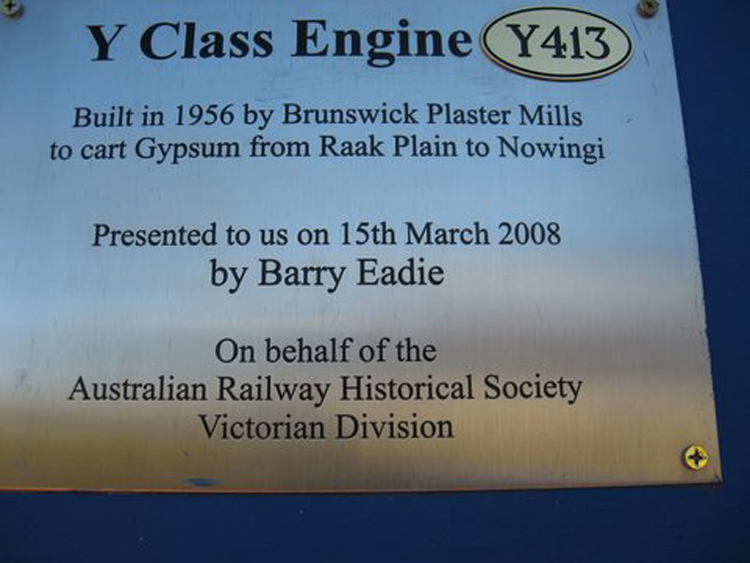 Y Class Engine Y413
Built in 1956 by Brunswick Plaster Mills
to cart Gypsum from Raak Plain to Nowingi
Presented to us on 15th March 2008
by Barry Eadie
On behalf of the
Australian Railway Historical Society
Victorian Division